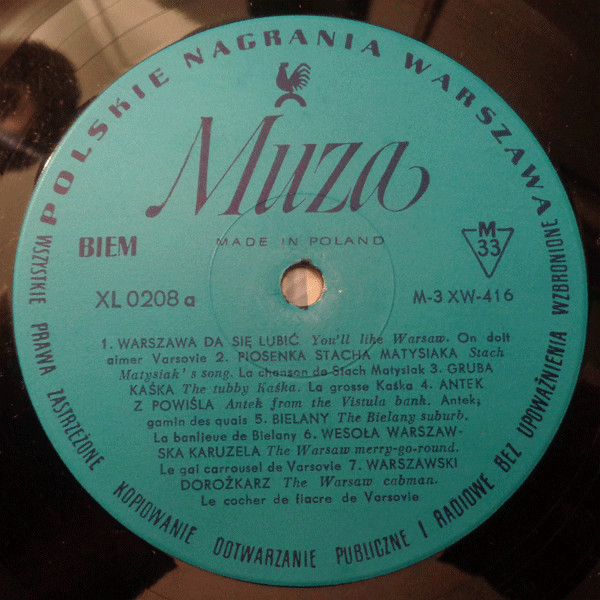 POLSKIE NAGRANIA WARSZAWA
Muza
BIEM
MADE IN POLAND
M
33
XL 0208 a
M-3 XW-416
1. WARSZAWA DA SIĘ LUBIĆ You'll like Warsaw. On doit
aimer Varsovie 2. PIOSENKA STACHA MATYSIAKA Stach
Matysiak's song. La chanson de Stach Matysiak 3. GRUBA
KAŚKA The tubby Kaśka. La grosse Kaśka 4. ANTEK
Z POWIŚLA Antek from the Vistula bank. Antek;
gamin des quais 5. BIELANY The Bielany suburb.
La banlieue de Bielany 6. WESOŁA WARSZAW-
SKA KARUZELA The Warsaw merry-go-round.
Le gai carrousel de Varsovie 7. WARSZAWSKI
DOROŻKARZ The Warsaw cabman.
Le cocher de fiacre de Varsovie
WSZYSTKIE PRAWA ZASTRZEŻONE KOPIOWANIE ODTWARZANIE PUBLICZNE I RADIOWE BEZ UPOWAŻNIENIA WZBRONIONE